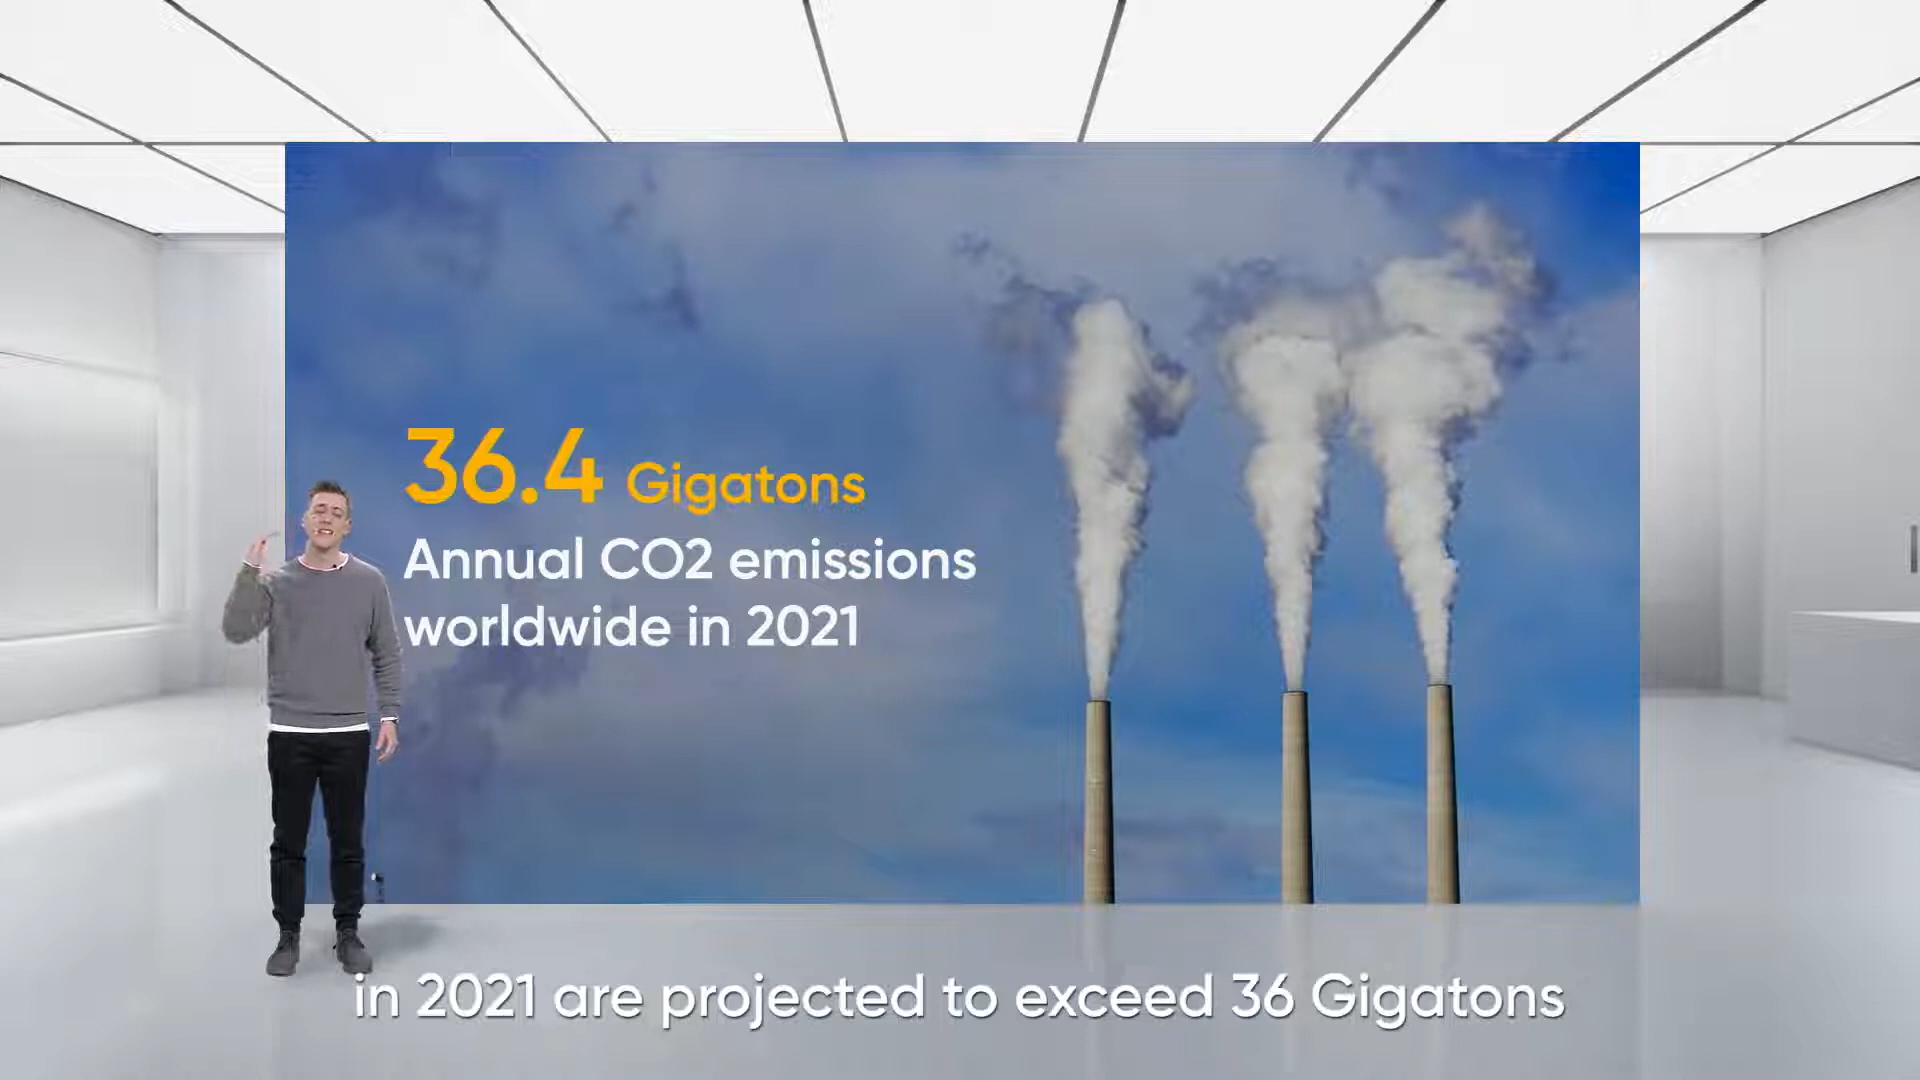 36.4 Gigatons
Annual CO2 emissions
worldwide in 2021
in 2021 are projected to exceed 36 Gigatons